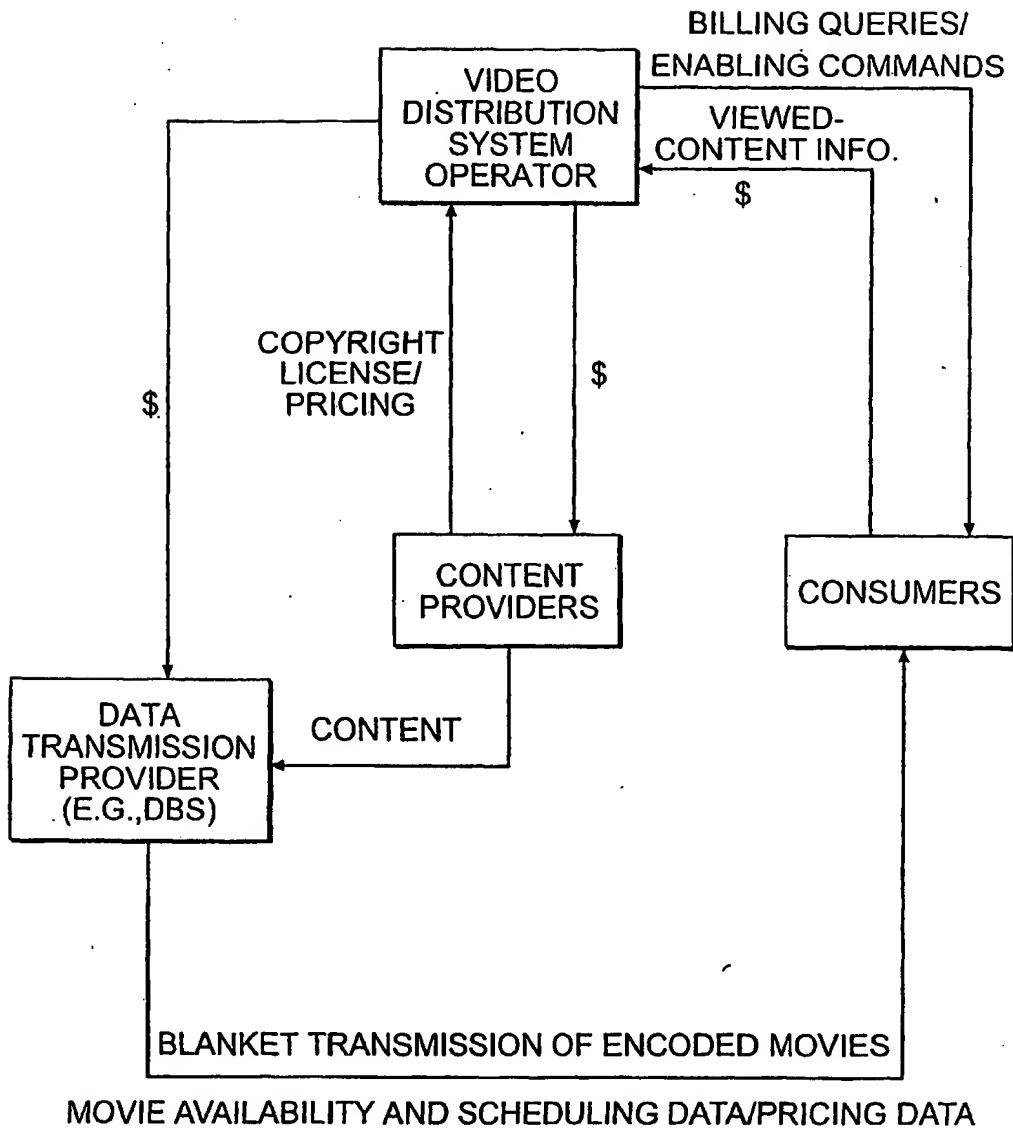 BILLING QUERIES/
ENABLING COMMANDS
VIDEO
DISTRIBUTION
SYSTEM
OPERATOR
VIEWED-
CONTENT INFO.
$
COPYRIGHT
LICENSE/
PRICING
$
$
CONTENT
PROVIDERS
CONSUMERS
DATA
TRANSMISSION
PROVIDER
(E.G.,DBS)
CONTENT
BLANKET TRANSMISSION OF ENCODED MOVIES
MOVIE AVAILABILITY AND SCHEDULING DATA/PRICING DATA